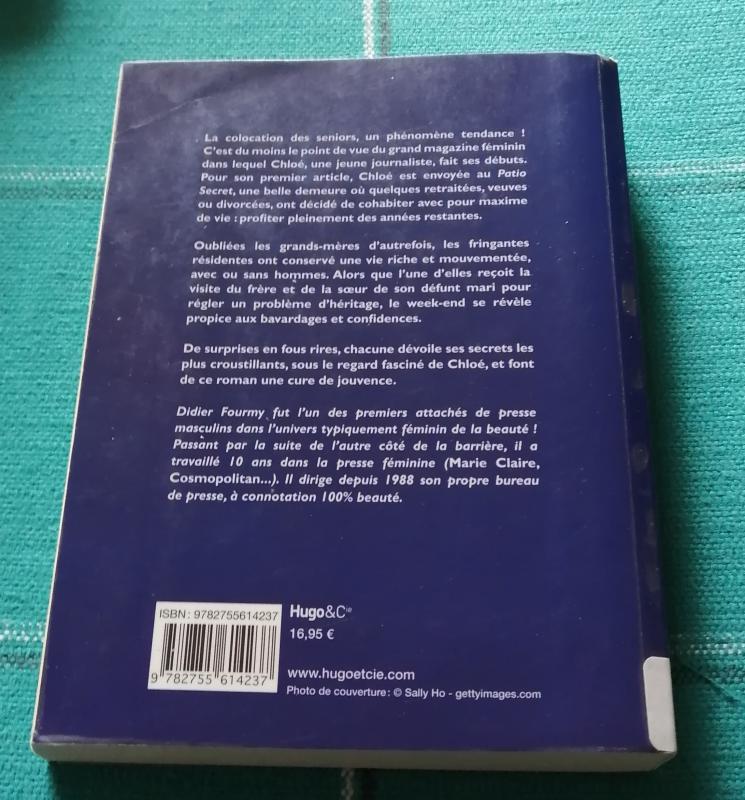 La colocation des seniors, un phénomène tendance !
C'est du moins le point de vue du grand magazine féminin
dans lequel Chloé, une jeune journaliste, fait ses débuts.
Pour son premier article, Chloé est envoyée au Patio
Secret, une belle demeure où quelques retraitées, veuves
ou divorcées, ont décidé de cohabiter avec pour maxime
de vie : profiter pleinement des années restantes.
Oubliées les grands-mères d'autrefois, les fringantes
résidentes ont conservé une vie riche et mouvementée,
avec ou sans hommes. Alors que l'une d'elles reçoit la
visite du frère et de la sœur de son défunt mari pour
régler un problème d'héritage, le week-end se révèle
propice aux bavardages et confidences.
De surprises en fous rires, chacune dévoile ses secrets les
plus croustillants, sous le regard fasciné de Chloé, et font
de ce roman une cure de jouvence.
Didier Fourmy fut l'un des premiers attachés de presse
masculins dans l'univers typiquement féminin de la beauté !
Passant par la suite de l'autre côté de la barrière, il a
travaillé 10 ans dans la presse féminine (Marie Claire,
Cosmopolitan...). Il dirige depuis 1988 son propre bureau
de presse, à connotation 100% beauté.
ISBN : 9782755614237
9 782755 614237
Hugo&Cie
16,95 €
www.hugoetcie.com
Photo de couverture : © Sally Ho - gettyimages.com